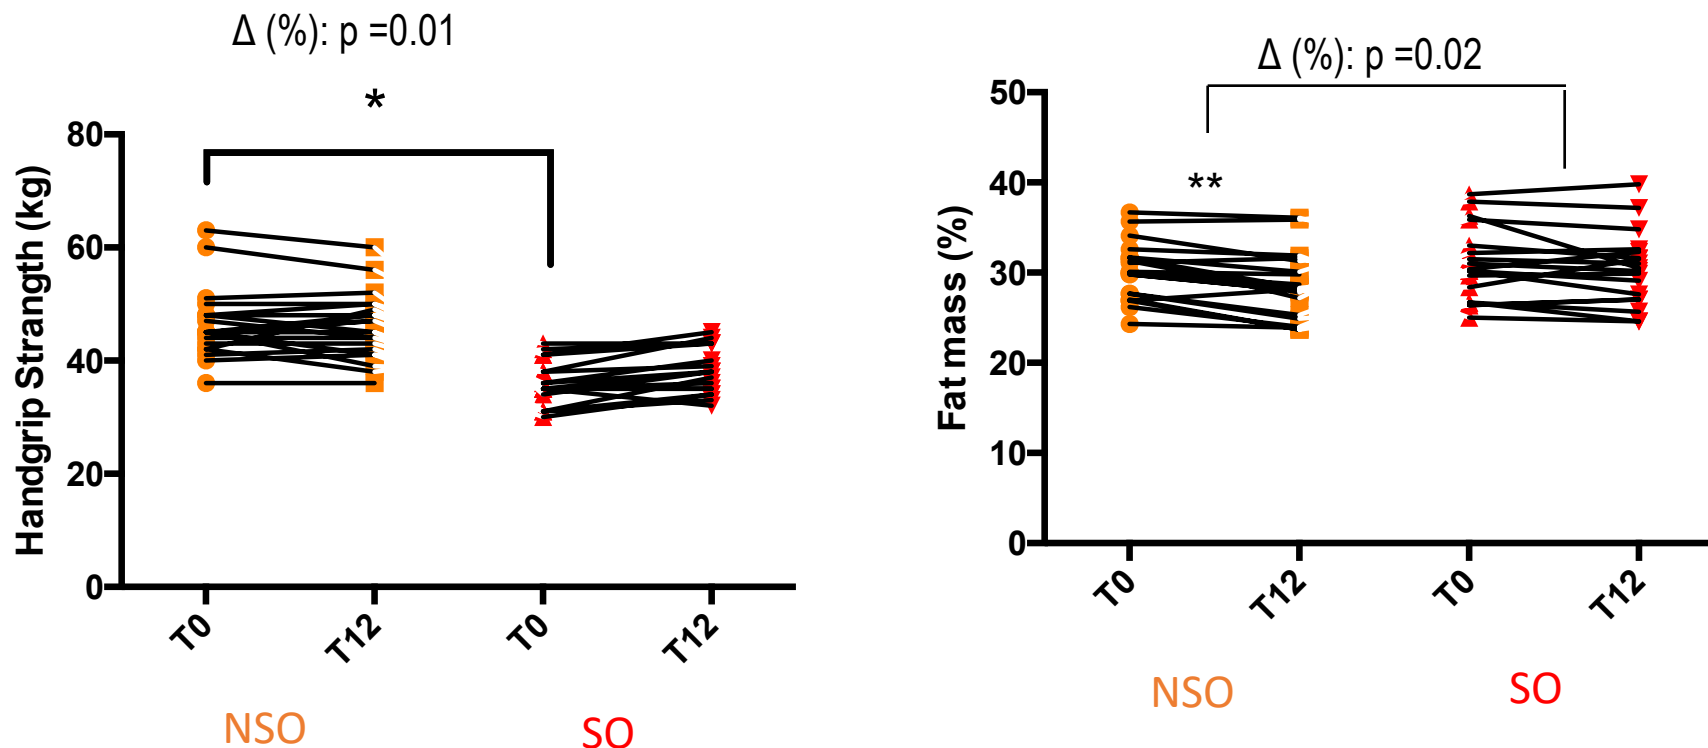 Δ (%): p =0.01
*
Handgrip Strangth (kg)
80
60
40
20
0
T0
T12
T0
T12
NSO
SO
Δ (%): p =0.02
**
Fat mass (%)
50
40
30
20
10
0
T0
T12
T0
T12
NSO
SO